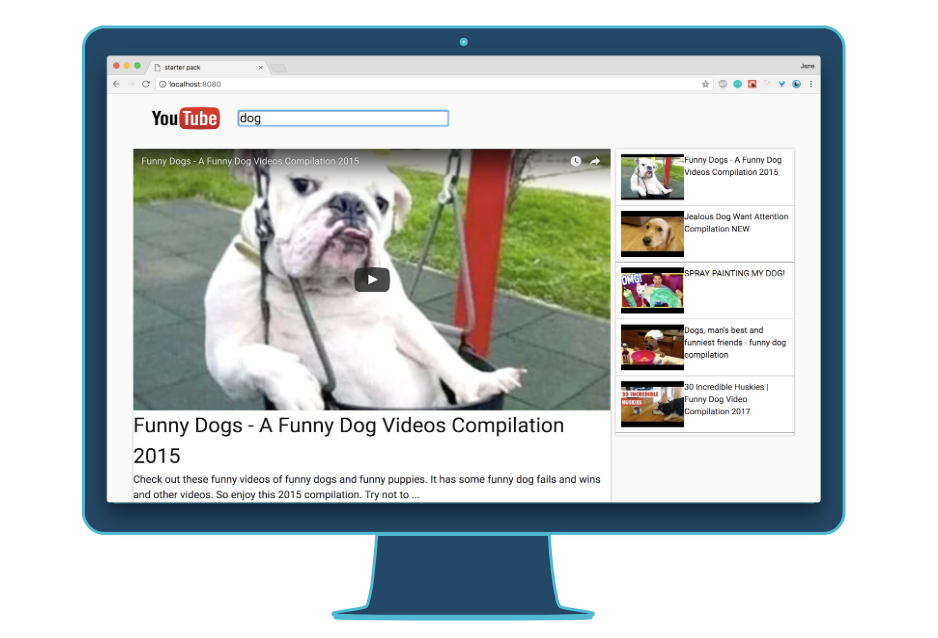 starter pack
Jane
localhost:8080
YouTube
dog
Funny Dogs - A Funny Dog Videos Compilation 2015
Funny Dogs - A Funny Dog Videos Compilation
2015
Check out these funny videos of funny dogs and funny puppies. It has some funny dog fails and wins
and other videos. So enjoy this 2015 compilation. Try not to ...
Funny Dogs - A Funny Dog
Videos Compilation 2015
Jealous Dog Want Attention
Compilation NEW
OMG!
SPRAY PAINTING MY DOG!
Dogs, man's best and
funniest friends - funny dog
compilation
30 INCREDIBLE
HUSKIES
30 Incredible Huskies |
Funny Dog Video
Compilation 2017